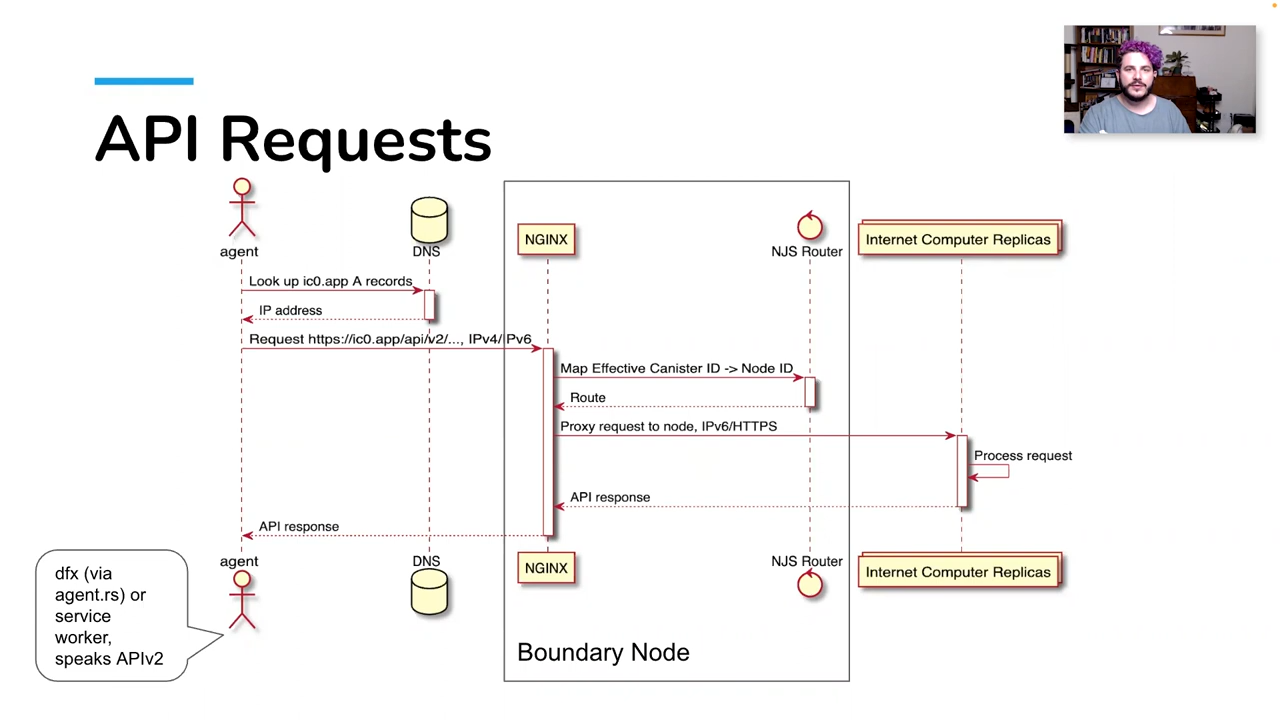 API Requests
agent
DNS
NGINX
NJS Router
Internet Computer Replicas
Look up ic0.app A records
IP address
Request https://ic0.app/api/v2/..., IPv4/IPv6
Map Effective Canister ID -> Node ID
Route
Proxy request to node, IPv6/HTTPS
Process request
API response
API response
agent
DNS
NGINX
NJS Router
Internet Computer Replicas
dfx (via
agent.rs) or
service
worker,
speaks APIv2
Boundary Node